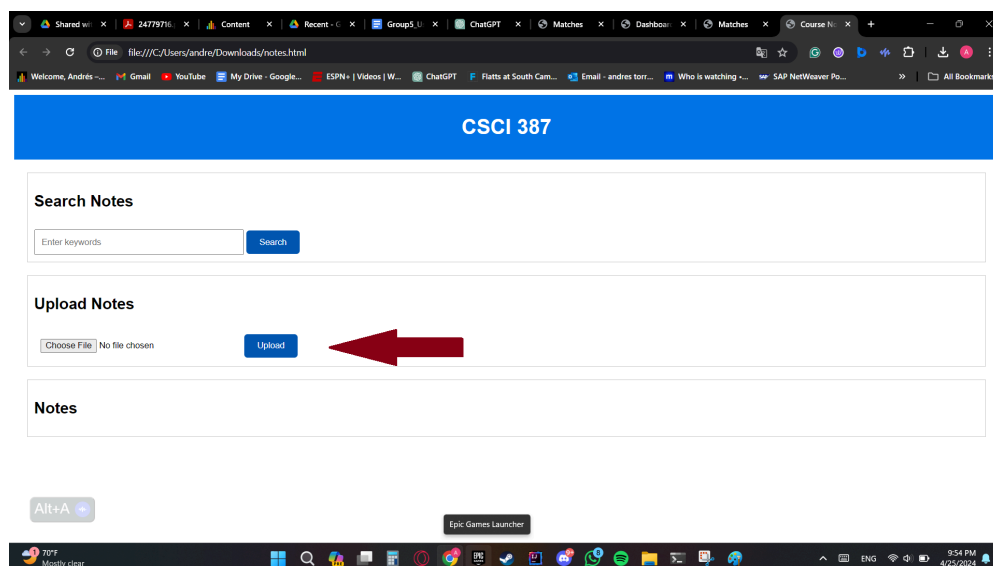 Shared wi
24779716.
Content
Recent - G
Group5_U
ChatGPT
Matches
Dashboar
Matches
Course No
File file:///C:/Users/andre/Downloads/notes.html
Welcome, Andrés –... Gmail YouTube My Drive - Google... ESPN+ | Videos | W... ChatGPT Flatts at South Cam... Email - andres torr... Who is watching •... SAP NetWeaver Po... » All Bookmarks
CSCI 387
Search Notes
Enter keywords Search
Upload Notes
Choose File No file chosen Upload
Notes
Alt+A
Epic Games Launcher
70°F
Mostly clear
ENG
9:54 PM
4/25/2024